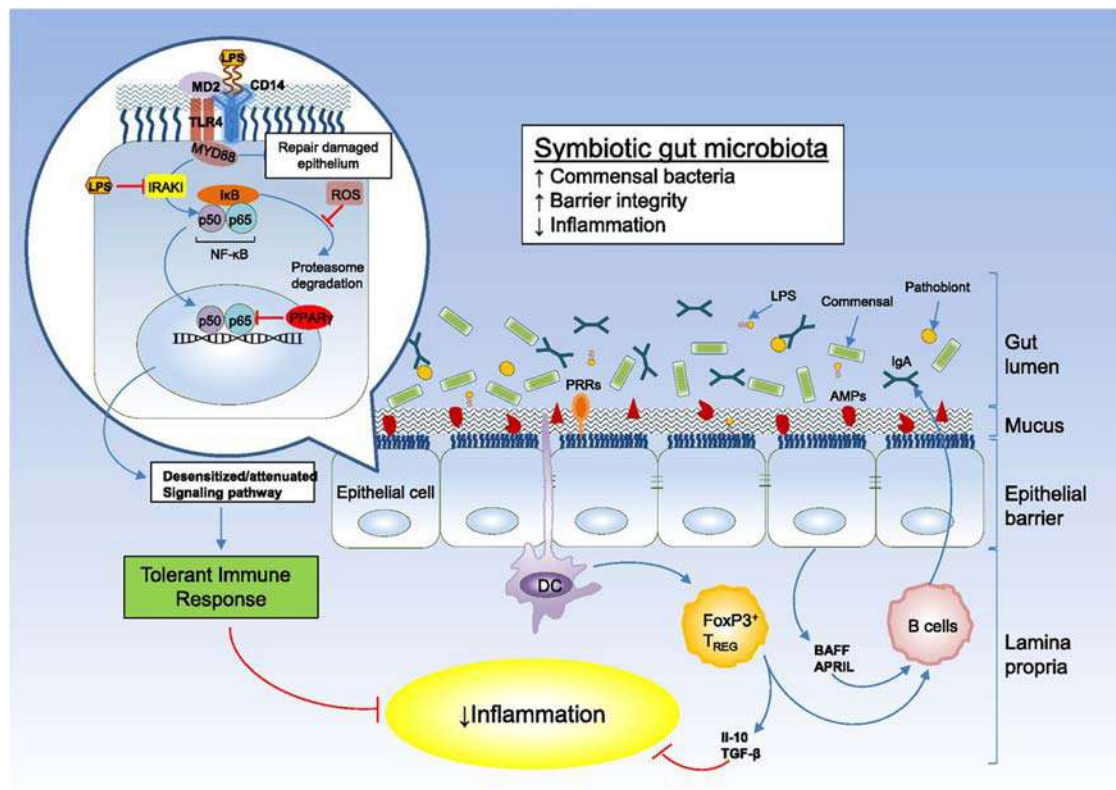 LPS
MD2
CD14
TLR4
MYD88
Repair damaged
epithelium
LPS
IRAKI
IκB
ROS
p50
p65
NF-κB
Proteasome
degradation
p50
p65
PPARγ
Symbiotic gut microbiota
↑ Commensal bacteria
↑ Barrier integrity
↓ Inflammation
LPS
Commensal
Pathobiont
IgA
PRRs
AMPs
Gut
lumen
Mucus
Epithelial
barrier
Lamina
propria
Epithelial cell
Desensitized/attenuated
Signaling pathway
Tolerant Immune
Response
DC
FoxP3⁺
T_REG
BAFF
APRIL
B cells
↓Inflammation
Il-10
TGF-β